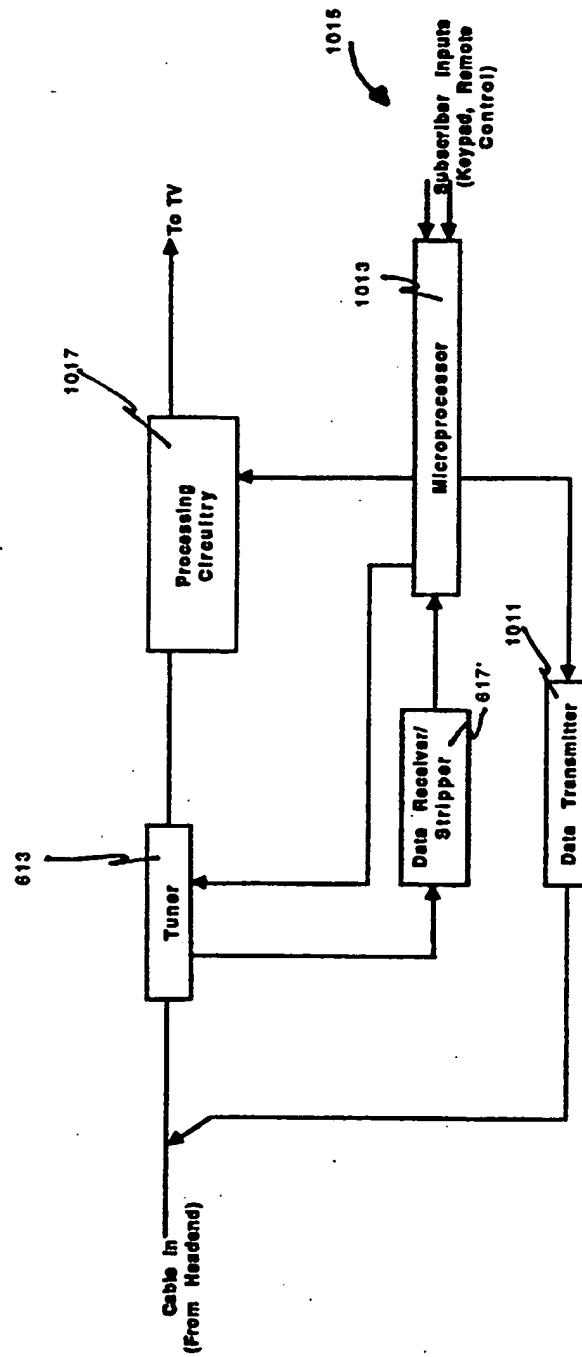 Cable In
(From Headend)
613
Tuner
1017
Processing
Circuitry
To TV
Data Receiver/
Stripper
617'
1013
Microprocessor
1015
Subscriber Inputs
(Keypad, Remote
Control)
1011
Data Transmitter